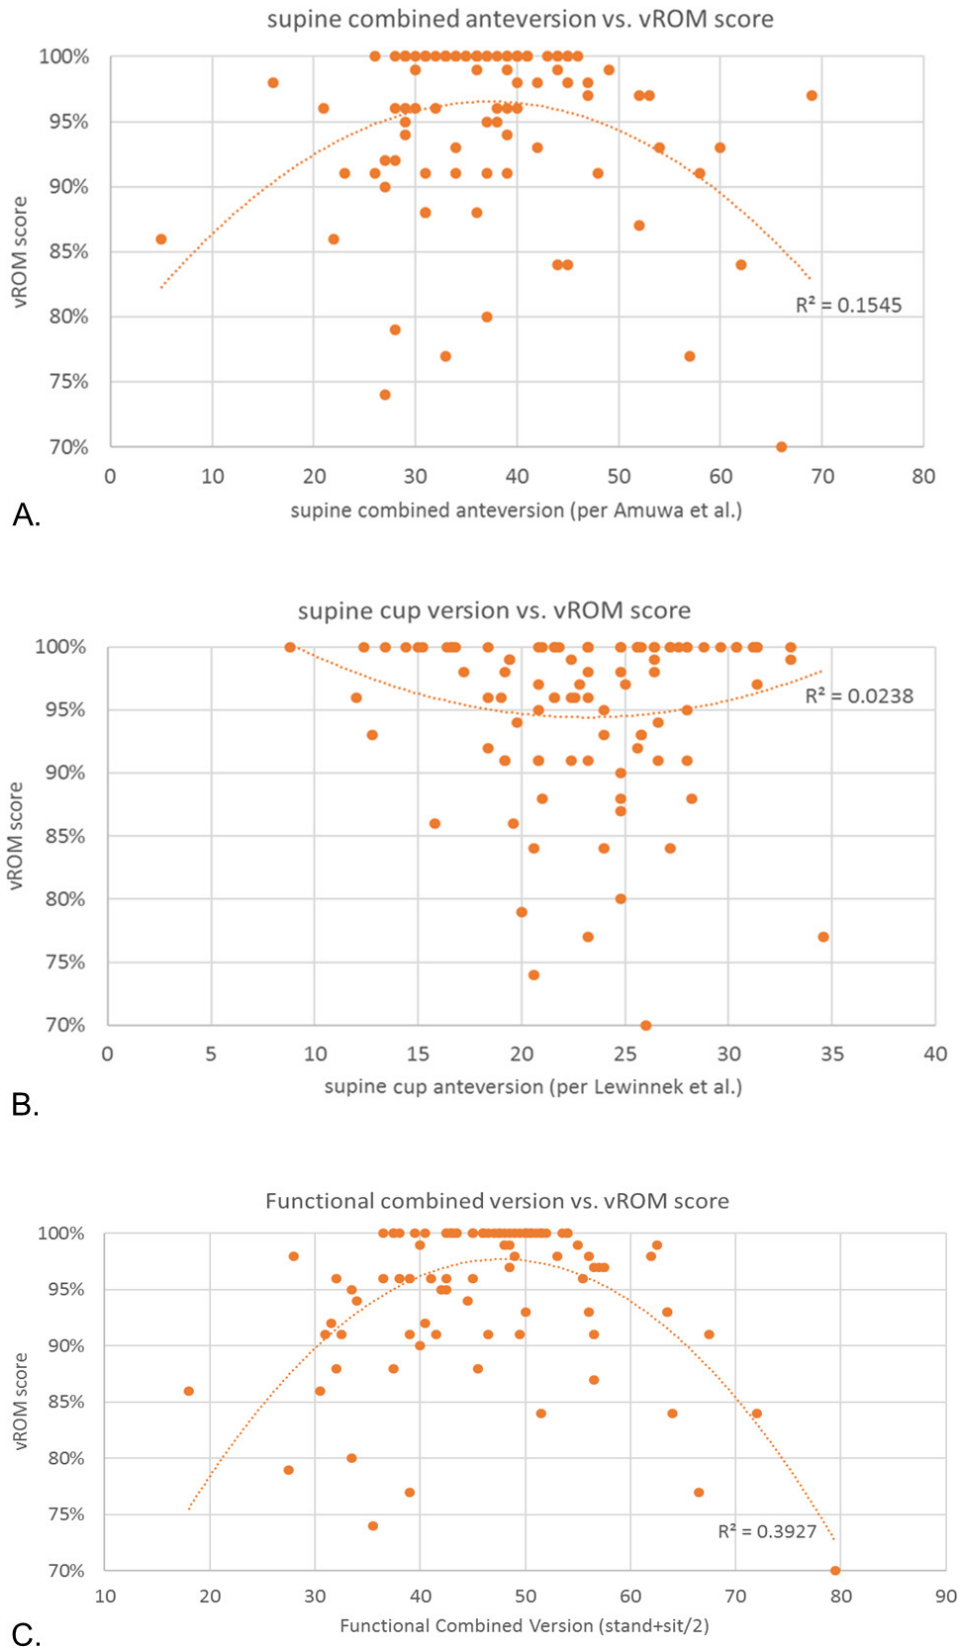 supine combined anteversion vs. vROM score
100%
95%
90%
85%
80%
75%
70%
vROM score
R² = 0.1545
0 10 20 30 40 50 60 70 80
supine combined anteversion (per Amuwa et al.)
A.
supine cup version vs. vROM score
100%
95%
90%
85%
80%
75%
70%
vROM score
R² = 0.0238
0 5 10 15 20 25 30 35 40
supine cup anteversion (per Lewinnek et al.)
B.
Functional combined version vs. vROM score
100%
95%
90%
85%
80%
75%
70%
vROM score
R² = 0.3927
10 20 30 40 50 60 70 80 90
Functional Combined Version (stand+sit/2)
C.